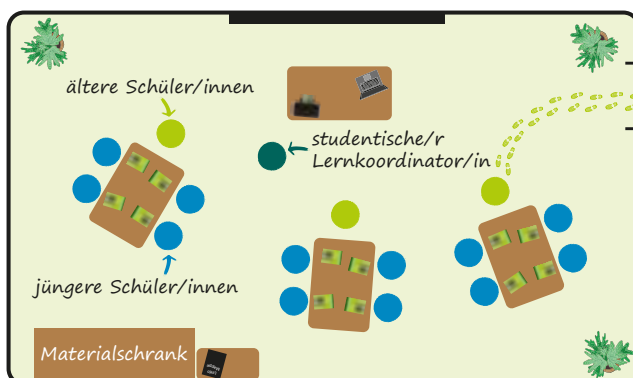 ältere Schüler/innen
studentische/r
Lernkoordinator/in
jüngere Schüler/innen
Materialschrank